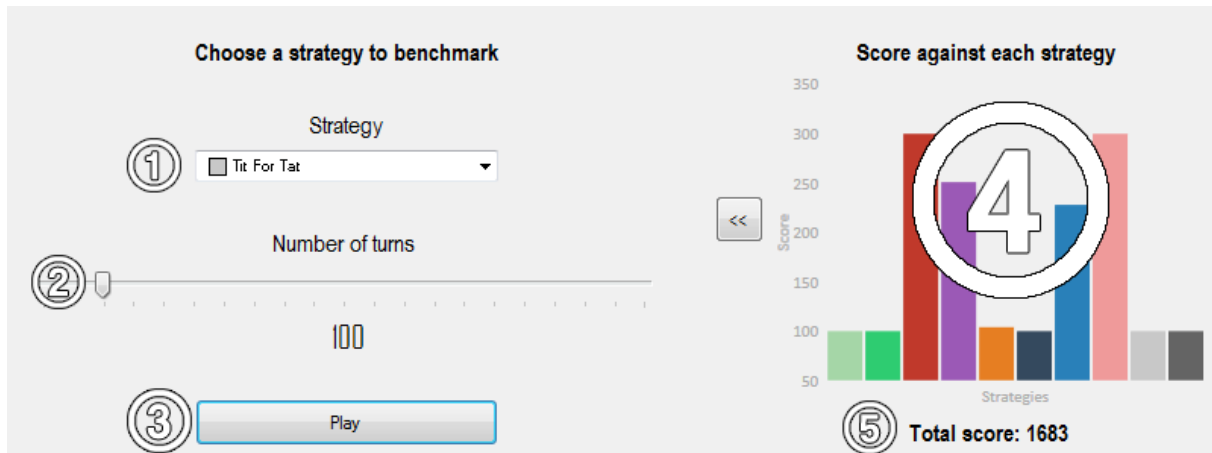 Choose a strategy to benchmark
Strategy
1
Tit For Tat
Number of turns
2
100
3
Play
<<
Score against each strategy
350
300
250
200
150
100
50
Score
4
Strategies
5
Total score: 1683